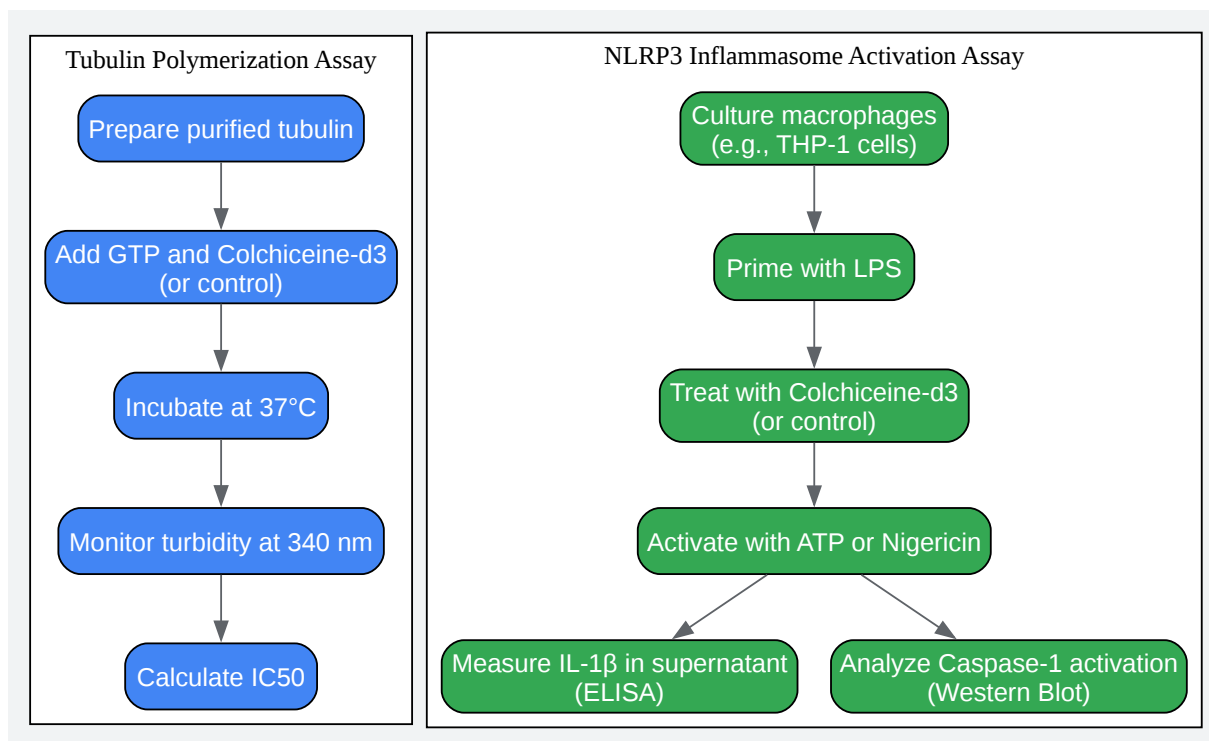 Tubulin Polymerization Assay
Prepare purified tubulin
Add GTP and Colchiceine-d3
(or control)
Incubate at 37°C
Monitor turbidity at 340 nm
Calculate IC50
NLRP3 Inflammasome Activation Assay
Culture macrophages
(e.g., THP-1 cells)
Prime with LPS
Treat with Colchiceine-d3
(or control)
Activate with ATP or Nigericin
Measure IL-1β in supernatant
(ELISA)
Analyze Caspase-1 activation
(Western Blot)